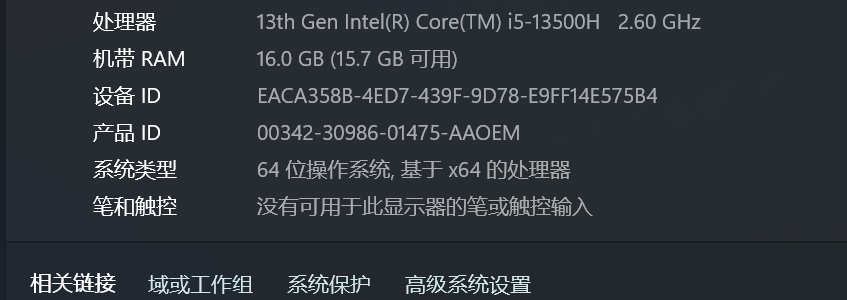 处理器 13th Gen Intel(R) Core(TM) i5-13500H 2.60 GHz
机带 RAM 16.0 GB (15.7 GB 可用)
设备 ID EACA358B-4ED7-439F-9D78-E9FF14E575B4
产品 ID 00342-30986-01475-AAOEM
系统类型 64 位操作系统, 基于 x64 的处理器
笔和触控 没有可用于此显示器的笔或触控输入
相关链接 域或工作组 系统保护 高级系统设置